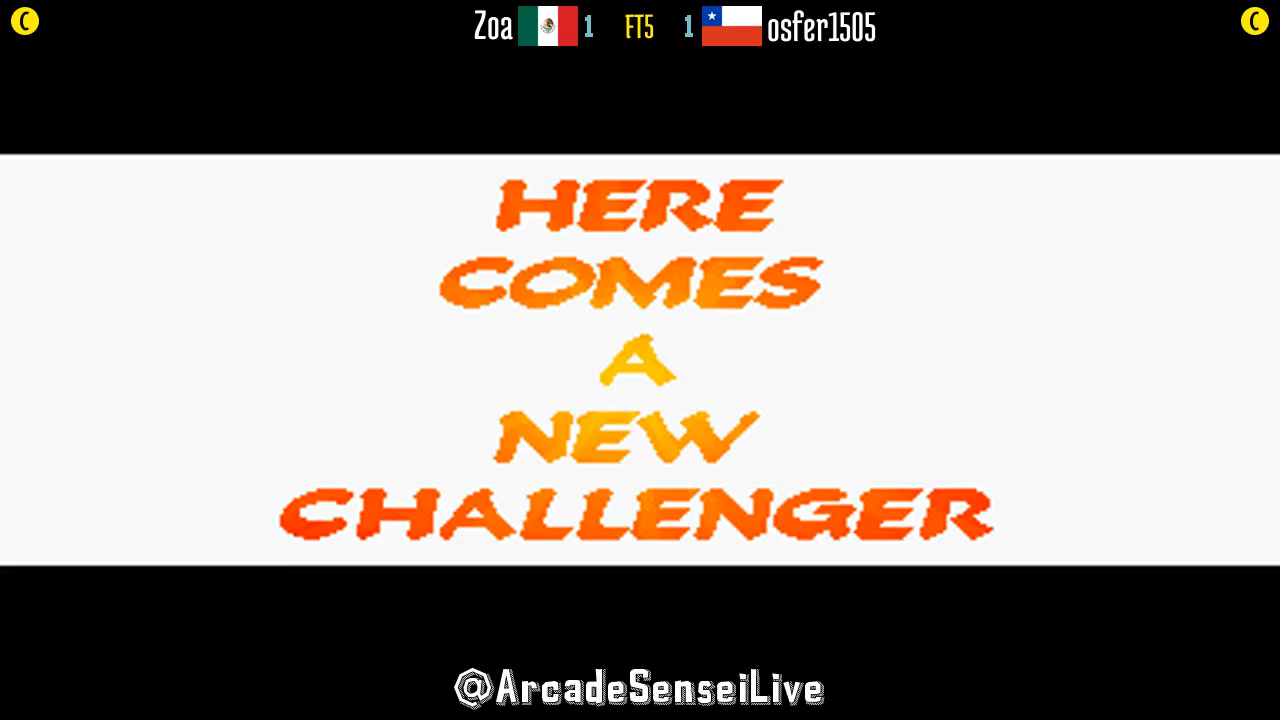 C Zoa 1 FT5 1 osfer1505 C
HERE
COMES
A
NEW
CHALLENGER
@ArcadeSenseiLive